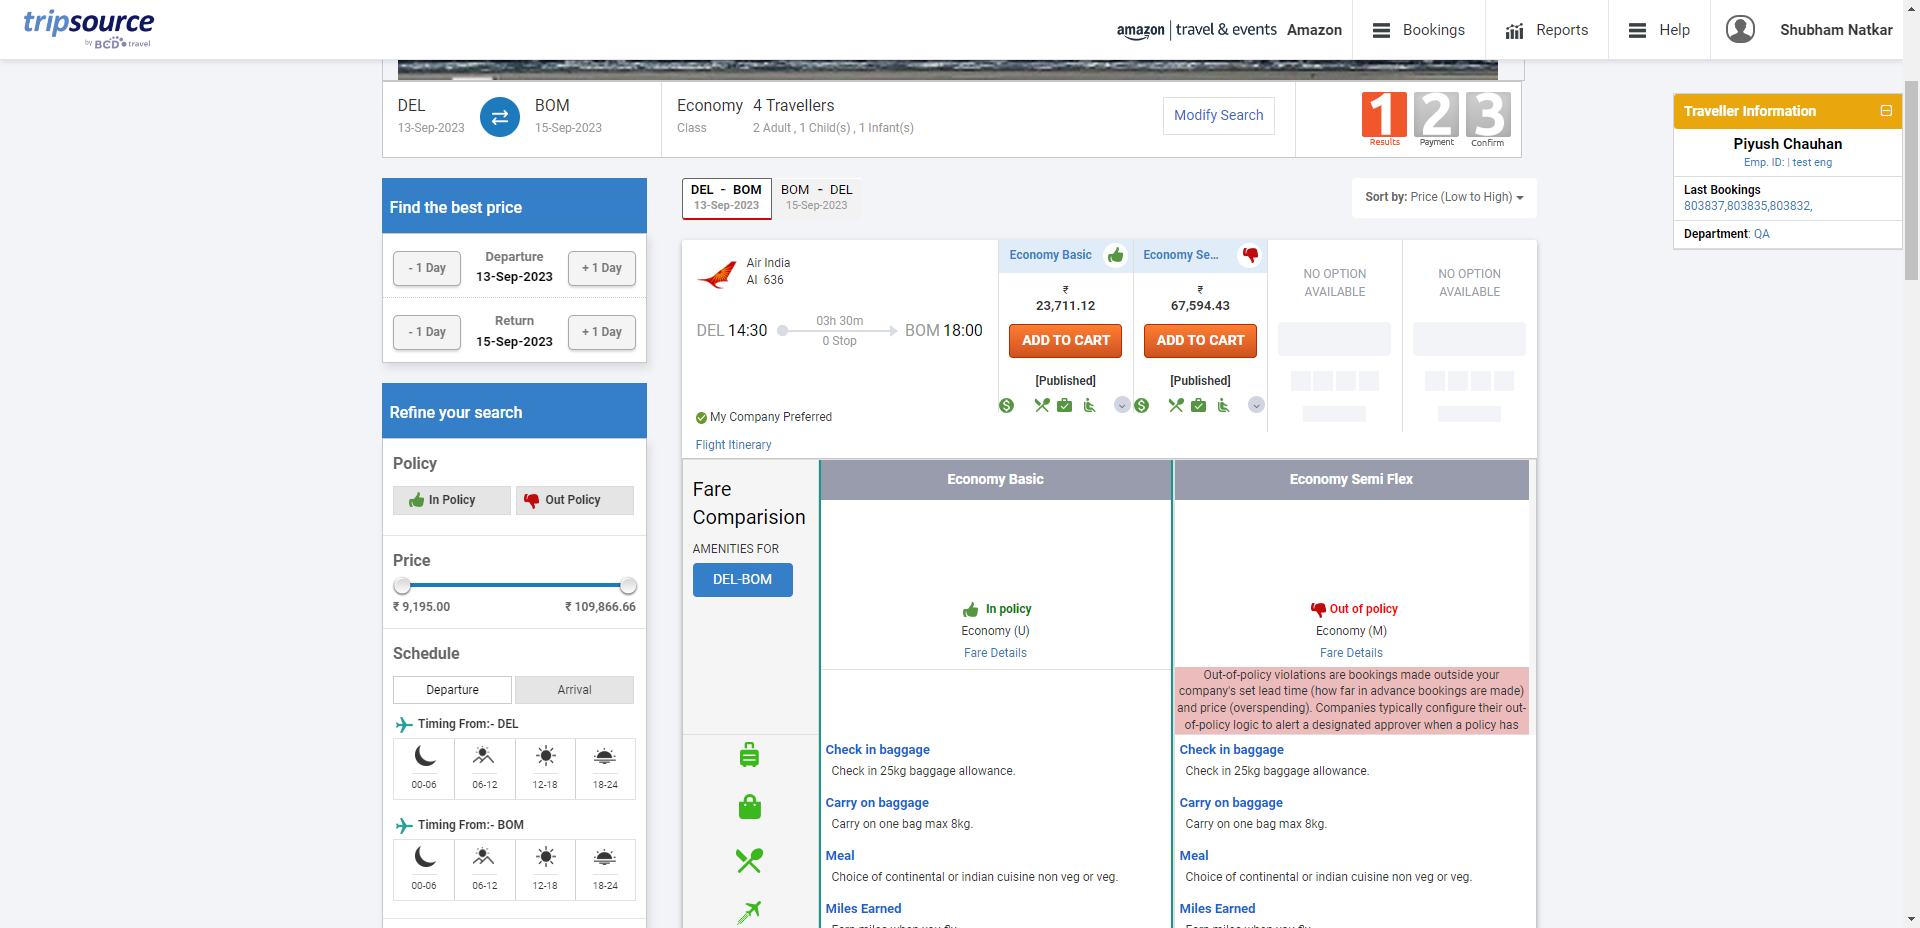 tripsource
by BCD travel
amazon | travel & events Amazon
Bookings
Reports
Help
Shubham Natkar
DEL
13-Sep-2023
BOM
15-Sep-2023
Economy
Class
4 Travellers
2 Adult , 1 Child(s) , 1 Infant(s)
Modify Search
1
Results
2
Payment
3
Confirm
Traveller Information
Piyush Chauhan
Emp. ID: | test eng
Last Bookings
803837,803835,803832,
Department: QA
Find the best price
- 1 Day
Departure
13-Sep-2023
+ 1 Day
- 1 Day
Return
15-Sep-2023
+ 1 Day
Refine your search
Policy
In Policy
Out Policy
Price
₹ 9,195.00
₹ 109,866.66
Schedule
Departure
Arrival
Timing From:- DEL
00-06
06-12
12-18
18-24
Timing From:- BOM
00-06
06-12
12-18
18-24
DEL - BOM
13-Sep-2023
BOM - DEL
15-Sep-2023
Sort by: Price (Low to High)
Air India
AI 636
DEL 14:30
03h 30m
0 Stop
BOM 18:00
My Company Preferred
Flight Itinerary
Economy Basic
₹
23,711.12
ADD TO CART
[Published]
Economy Se...
₹
67,594.43
ADD TO CART
[Published]
NO OPTION
AVAILABLE
NO OPTION
AVAILABLE
Fare
Comparision
AMENITIES FOR
DEL-BOM
Economy Basic
In policy
Economy (U)
Fare Details
Economy Semi Flex
Out of policy
Economy (M)
Fare Details
Out-of-policy violations are bookings made outside your
company's set lead time (how far in advance bookings are made)
and price (overspending). Companies typically configure their out-
of-policy logic to alert a designated approver when a policy has
Check in baggage
Check in 25kg baggage allowance.
Carry on baggage
Carry on one bag max 8kg.
Meal
Choice of continental or indian cuisine non veg or veg.
Miles Earned
Earn miles when you fly
Check in baggage
Check in 25kg baggage allowance.
Carry on baggage
Carry on one bag max 8kg.
Meal
Choice of continental or indian cuisine non veg or veg.
Miles Earned
Earn miles when you fly